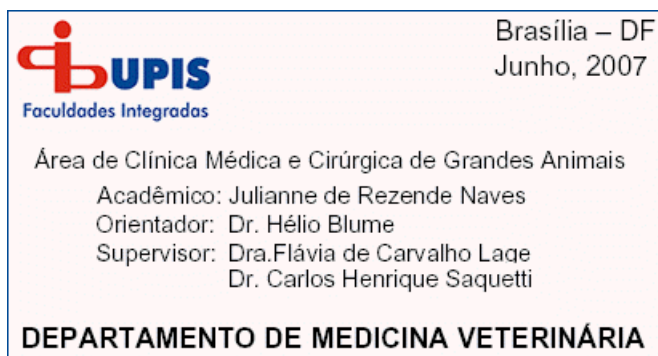 Brasília – DF
Junho, 2007
UPIS
Faculdades Integradas
Área de Clínica Médica e Cirúrgica de Grandes Animais
Acadêmico: Julianne de Rezende Naves
Orientador: Dr. Hélio Blume
Supervisor: Dra.Flávia de Carvalho Lage
Dr. Carlos Henrique Saquetti
DEPARTAMENTO DE MEDICINA VETERINÁRIA